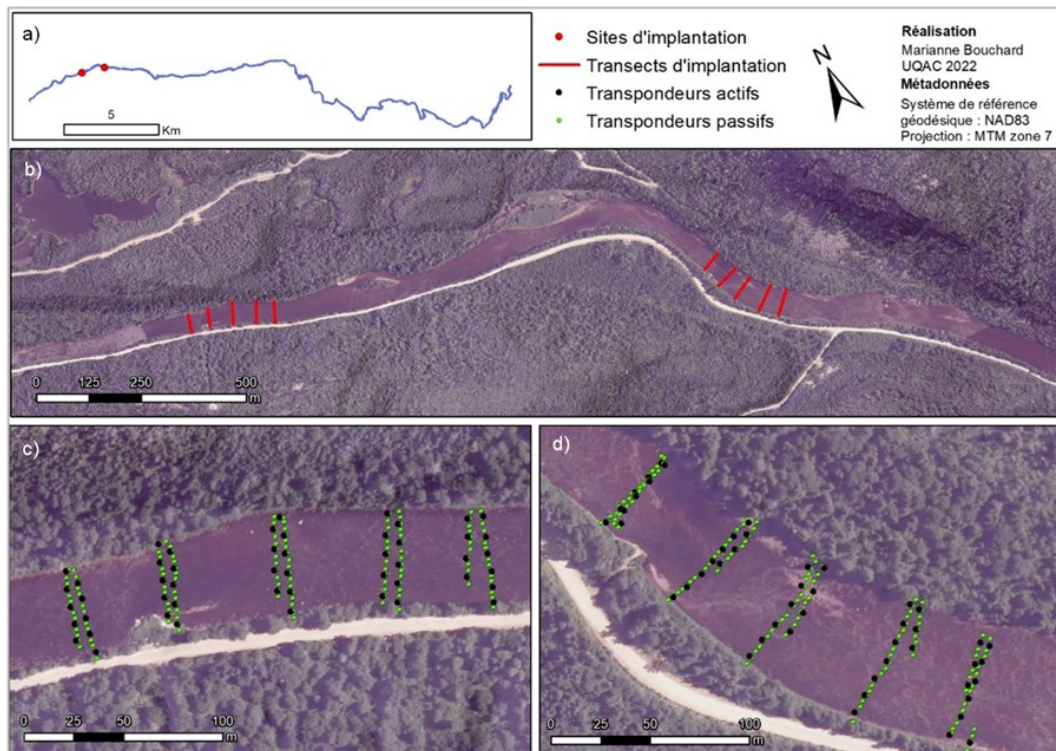 a)
5
Km
Sites d'implantation
Transects d'implantation
Transpondeurs actifs
Transpondeurs passifs
N
Réalisation
Marianne Bouchard
UQAC 2022
Métadonnées
Système de référence
géodésique : NAD83
Projection : MTM zone 7
b)
0 125 250 500
m
c)
0 25 50 100
m
d)
0 25 50 100
m